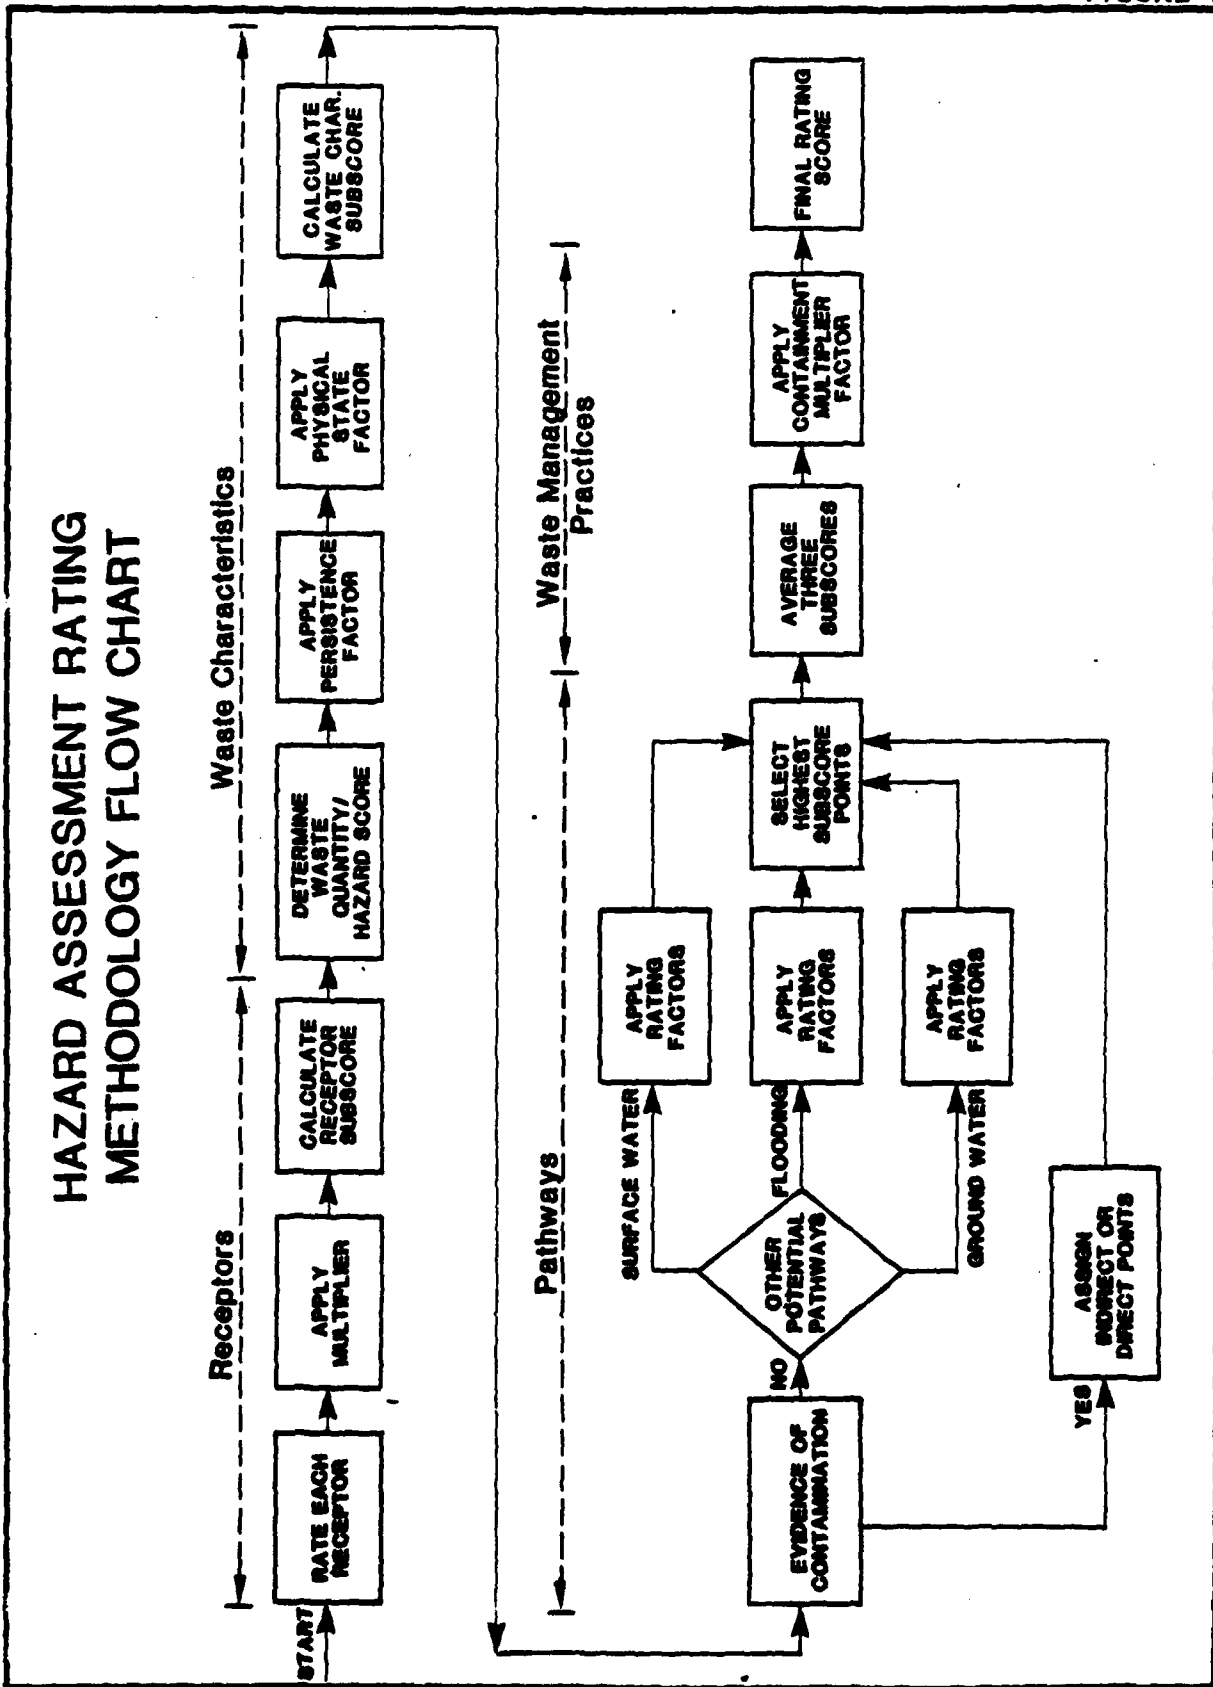 HAZARD ASSESSMENT RATING
METHODOLOGY FLOW CHART
Receptors
Waste Characteristics
START
RATE EACH
RECEPTOR
APPLY
MULTIPLIER
CALCULATE
RECEPTOR
SUBSCORE
DETERMINE
WASTE
QUANTITY/
HAZARD SCORE
APPLY
PERSISTENCE
FACTOR
APPLY
PHYSICAL
STATE
FACTOR
CALCULATE
WASTE CHAR.
SUBSCORE
Pathways
Waste Management
Practices
EVIDENCE OF
CONTAMINATION
NO
YES
OTHER
POTENTIAL
PATHWAYS
SURFACE WATER
FLOODING
GROUND WATER
ASSIGN
INDIRECT OR
DIRECT POINTS
APPLY
RATING
FACTORS
APPLY
RATING
FACTORS
APPLY
RATING
FACTORS
SELECT
HIGHEST
SUBSCORE
POINTS
AVERAGE
THREE
SUBSCORES
APPLY
CONTAINMENT
MULTIPLIER
FACTOR
FINAL RATING
SCORE